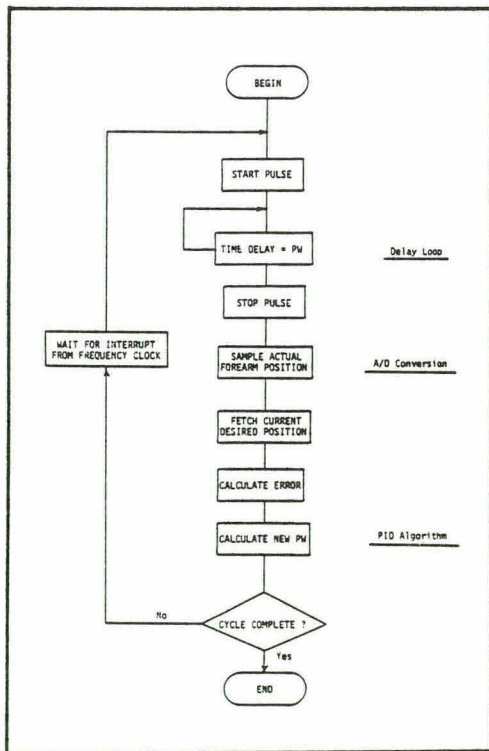 BEGIN
START PULSE
TIME DELAY = PW
Delay Loop
STOP PULSE
WAIT FOR INTERRUPT
FROM FREQUENCY CLOCK
SAMPLE ACTUAL
FOREARM POSITION
A/D Conversion
FETCH CURRENT
DESIRED POSITION
CALCULATE ERROR
CALCULATE NEW PW
PID Algorithm
No
CYCLE COMPLETE ?
Yes
END